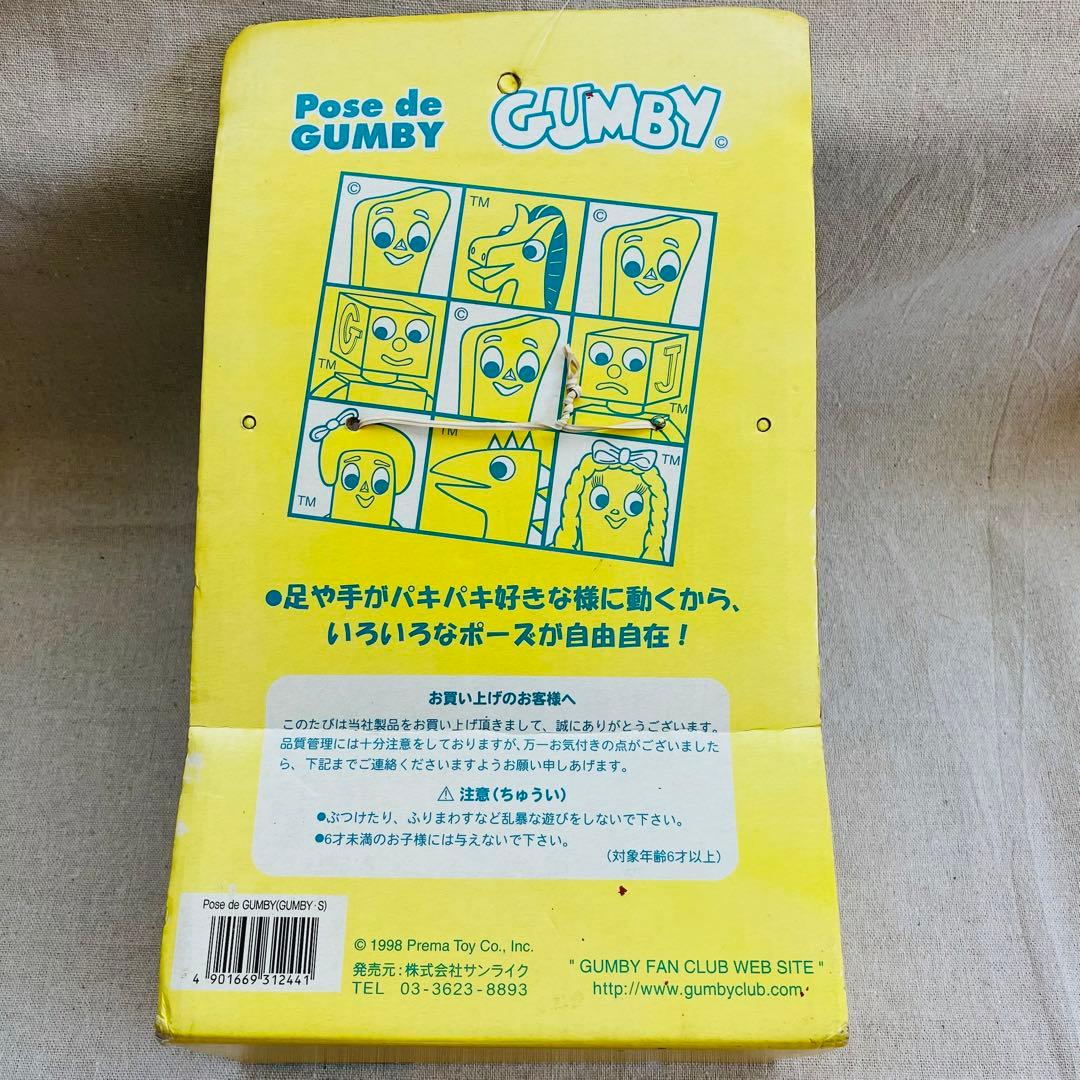 Pose de
GUMBY
GUMBY©
© TM ©
G TM © J TM
TM TM TM
●足や手がパキパキ好きな様に動くから、
いろいろなポーズが自由自在！
お買い上げのお客様へ
このたびは当社製品をお買い上げ頂きまして、誠にありがとうございます。
品質管理には十分注意をしておりますが、万一お気付きの点がございました
ら、下記までご連絡くださいますようお願い申しあげます。
⚠ 注意（ちゅうい）
●ぶつけたり、ふりまわすなど乱暴な遊びをしないで下さい。
●6才未満のお子様には与えないで下さい。
（対象年齢6才以上）
Pose de GUMBY(GUMBY·S)
4 901669 312441
© 1998 Prema Toy Co., Inc.
発売元：株式会社サンライク
TEL 03-3623-8893
" GUMBY FAN CLUB WEB SITE "
http://www.gumbyclub.com